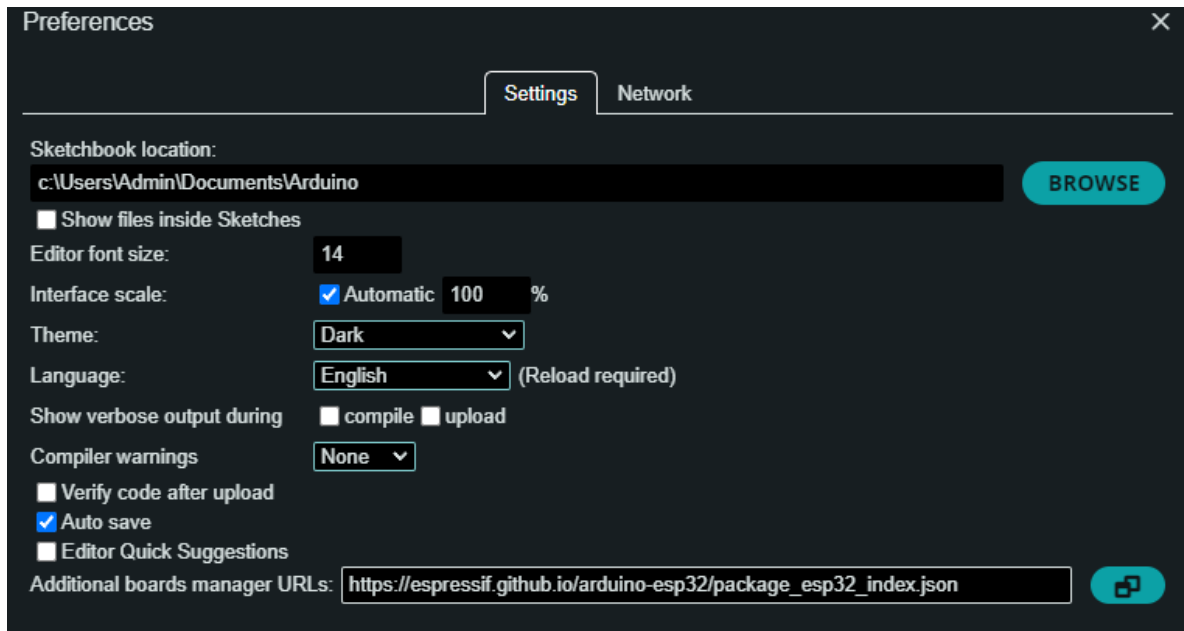 Preferences
Settings Network
Sketchbook location:
c:\Users\Admin\Documents\Arduino BROWSE
Show files inside Sketches
Editor font size: 14
Interface scale: Automatic 100 %
Theme: Dark
Language: English (Reload required)
Show verbose output during compile upload
Compiler warnings None
Verify code after upload
Auto save
Editor Quick Suggestions
Additional boards manager URLs: https://espressif.github.io/arduino-esp32/package_esp32_index.json